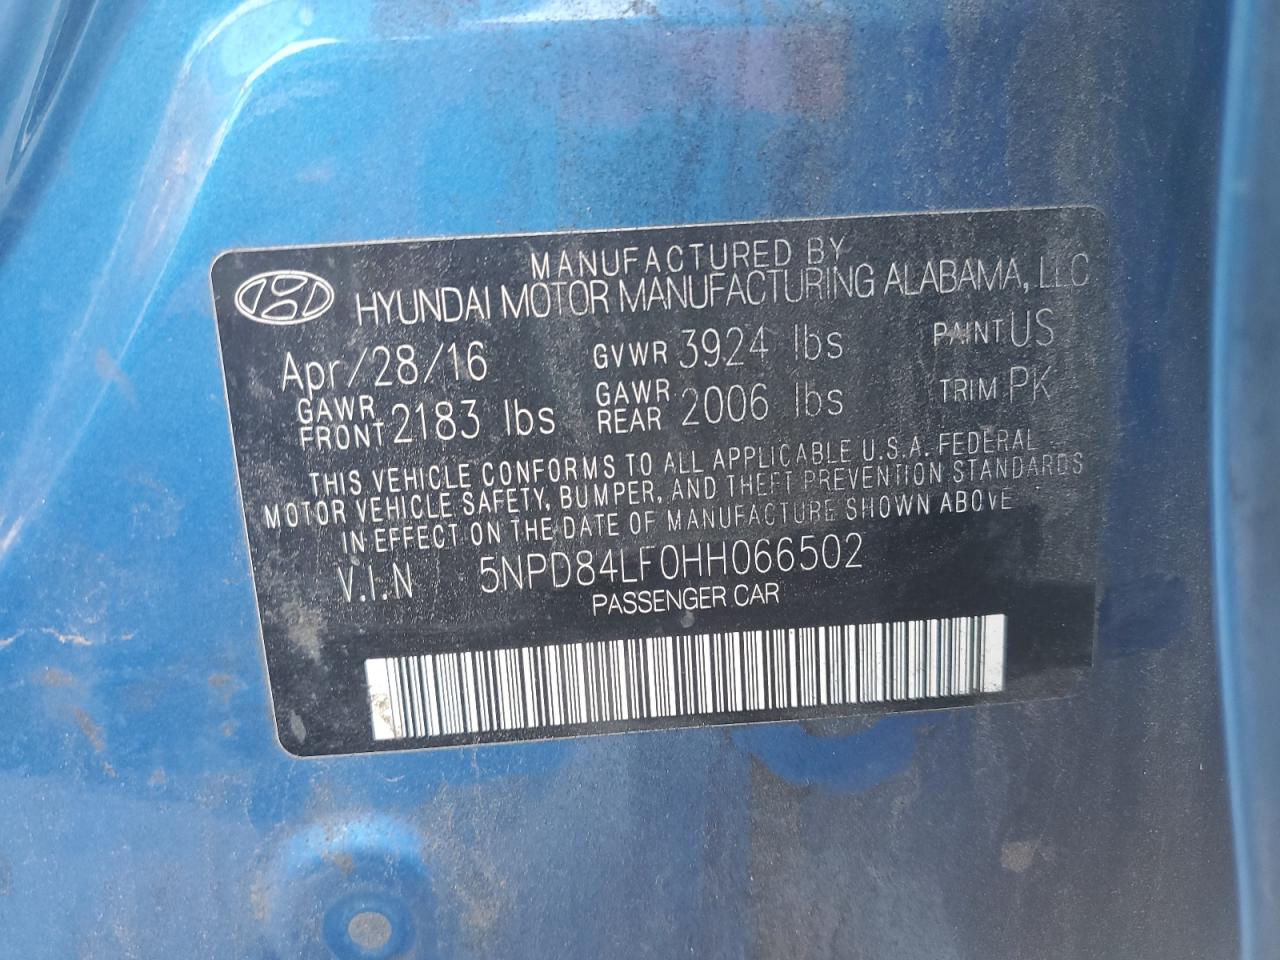 MANUFACTURED BY
HYUNDAI MOTOR MANUFACTURING ALABAMA, LLC
Apr/28/16 GVWR 3924 lbs PAINT US
GAWR FRONT 2183 lbs GAWR REAR 2006 lbs TRIM PK
THIS VEHICLE CONFORMS TO ALL APPLICABLE U.S.A. FEDERAL
MOTOR VEHICLE SAFETY, BUMPER, AND THEFT PREVENTION STANDARDS
IN EFFECT ON THE DATE OF MANUFACTURE SHOWN ABOVE
V.I.N 5NPD84LF0HH066502
PASSENGER CAR